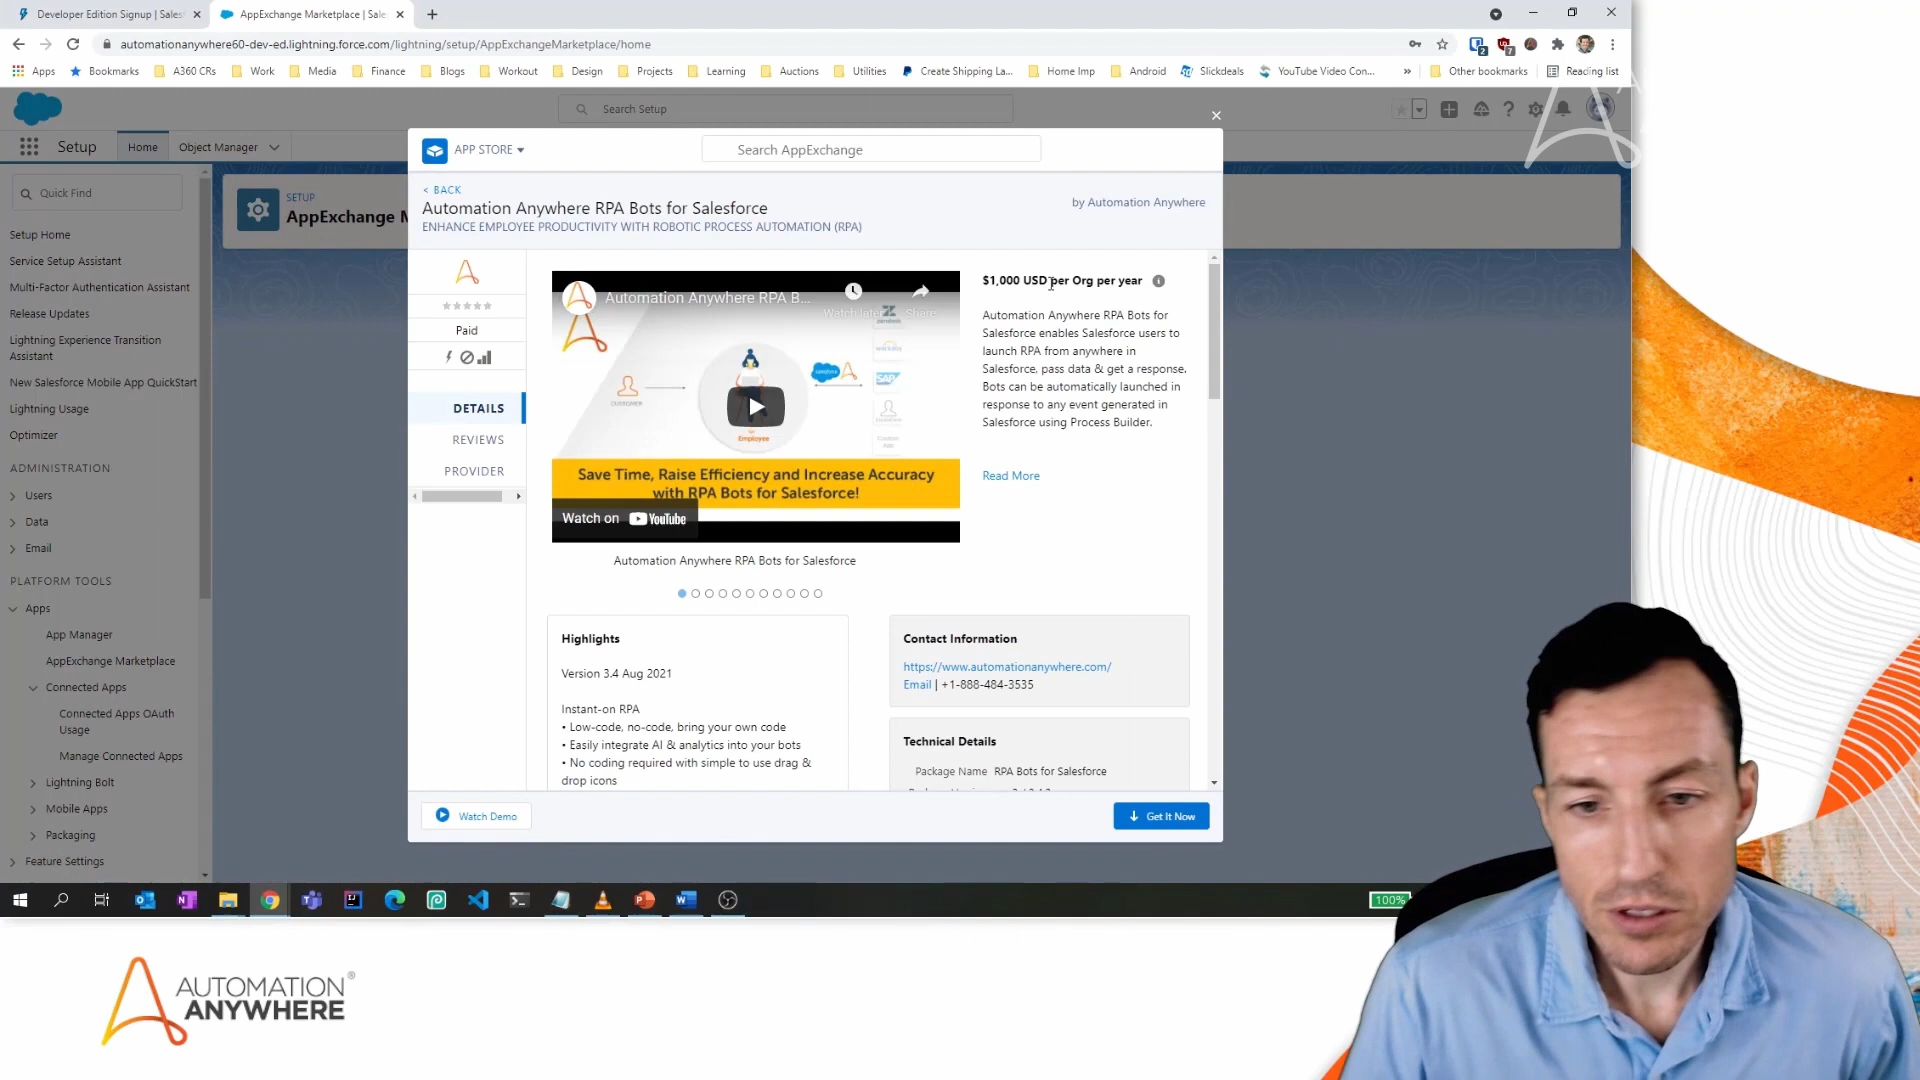 Developer Edition Signup | Sales
AppExchange Marketplace | Sale
automationanywhere60-dev-ed.lightning.force.com/lightning/setup/AppExchangeMarketplace/home
Apps Bookmarks A360 CRs Work Media Finance Blogs Workout Design Projects Learning Auctions Utilities Create Shipping La... Home Imp Android Slickdeals YouTube Video Con... » Other bookmarks Reading list
Search Setup
Setup Home Object Manager
APP STORE
Search AppExchange
Quick Find
SETUP
AppExchange M
< BACK
Automation Anywhere RPA Bots for Salesforce
ENHANCE EMPLOYEE PRODUCTIVITY WITH ROBOTIC PROCESS AUTOMATION (RPA)
by Automation Anywhere
Setup Home
Service Setup Assistant
Multi-Factor Authentication Assistant
Release Updates
Lightning Experience Transition
Assistant
New Salesforce Mobile App QuickStart
Lightning Usage
Optimizer
ADMINISTRATION
Users
Data
Email
PLATFORM TOOLS
Apps
App Manager
AppExchange Marketplace
Connected Apps
Connected Apps OAuth
Usage
Manage Connected Apps
Lightning Bolt
Mobile Apps
Packaging
Feature Settings
Paid
DETAILS
REVIEWS
PROVIDER
Automation Anywhere RPA B...
Watch later
Share
CUSTOMER
Employee
salesforce
SAP
Save Time, Raise Efficiency and Increase Accuracy
with RPA Bots for Salesforce!
Watch on YouTube
Automation Anywhere RPA Bots for Salesforce
$1,000 USD per Org per year
Automation Anywhere RPA Bots for
Salesforce enables Salesforce users to
launch RPA from anywhere in
Salesforce, pass data & get a response.
Bots can be automatically launched in
response to any event generated in
Salesforce using Process Builder.
Read More
Highlights
Version 3.4 Aug 2021
Instant-on RPA
• Low-code, no-code, bring your own code
• Easily integrate AI & analytics into your bots
• No coding required with simple to use drag &
drop icons
Contact Information
https://www.automationanywhere.com/
Email | +1-888-484-3535
Technical Details
Package Name RPA Bots for Salesforce
Watch Demo
Get It Now
100%
AUTOMATION
ANYWHERE®